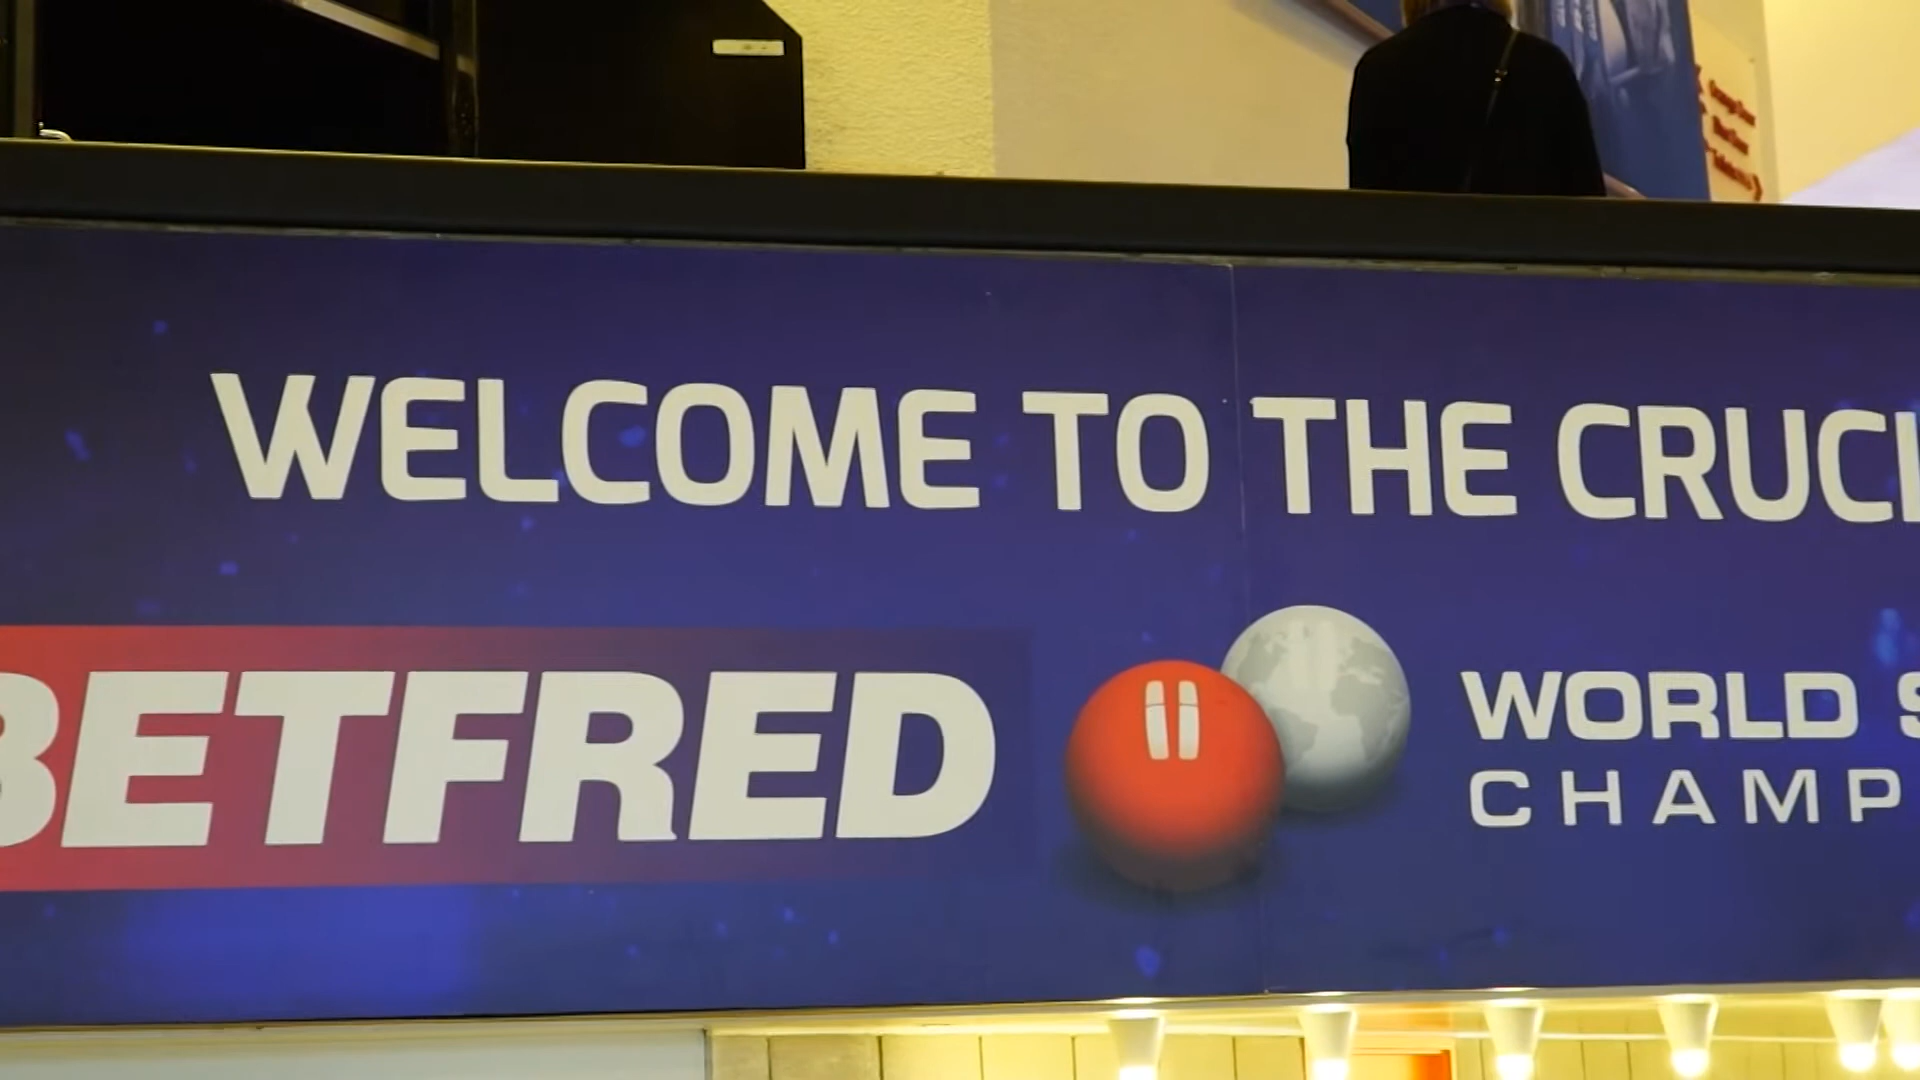 WELCOME TO THE CRUCI
BETFRED
WORLD S
CHAMP